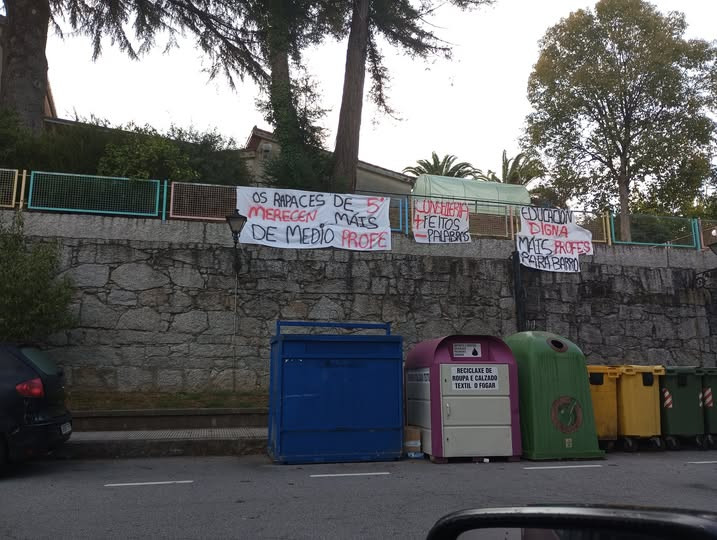 OS RAPACES DE 5º
MERECEN MÁIS
DE MEDIO PROFE
CONSELLERÍA
+ FEITOS
- PALABRAS
EDUCACIÓN
DIGNA
MÁIS PROFES
PARA BARRO
RECICLAXE DE
ROUPA E CALZADO
TEXTIL O FOGAR